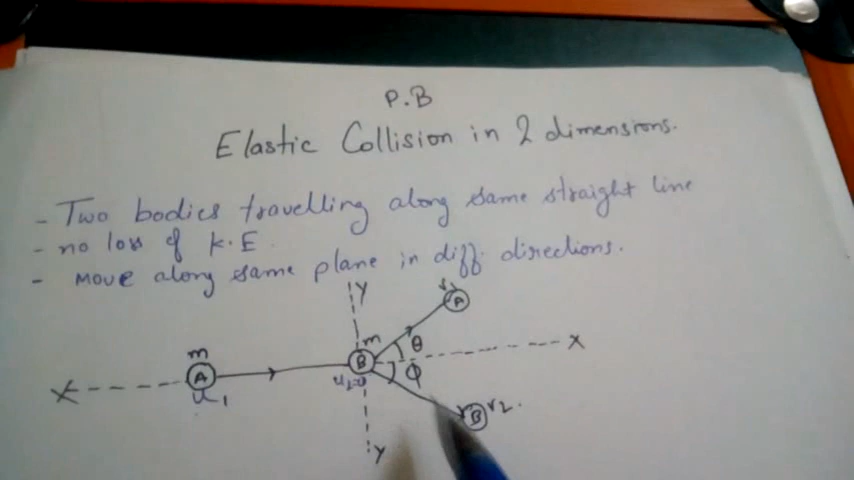 P.B
Elastic Collision in 2 dimensions.
- Two bodies travelling along same straight line
- no loss of K.E.
- move along same plane in diff directions.
Y
v₁
A
m
θ
X
m
B
A
ϕ
X
u₂=0
u₁
B v₂.
Y